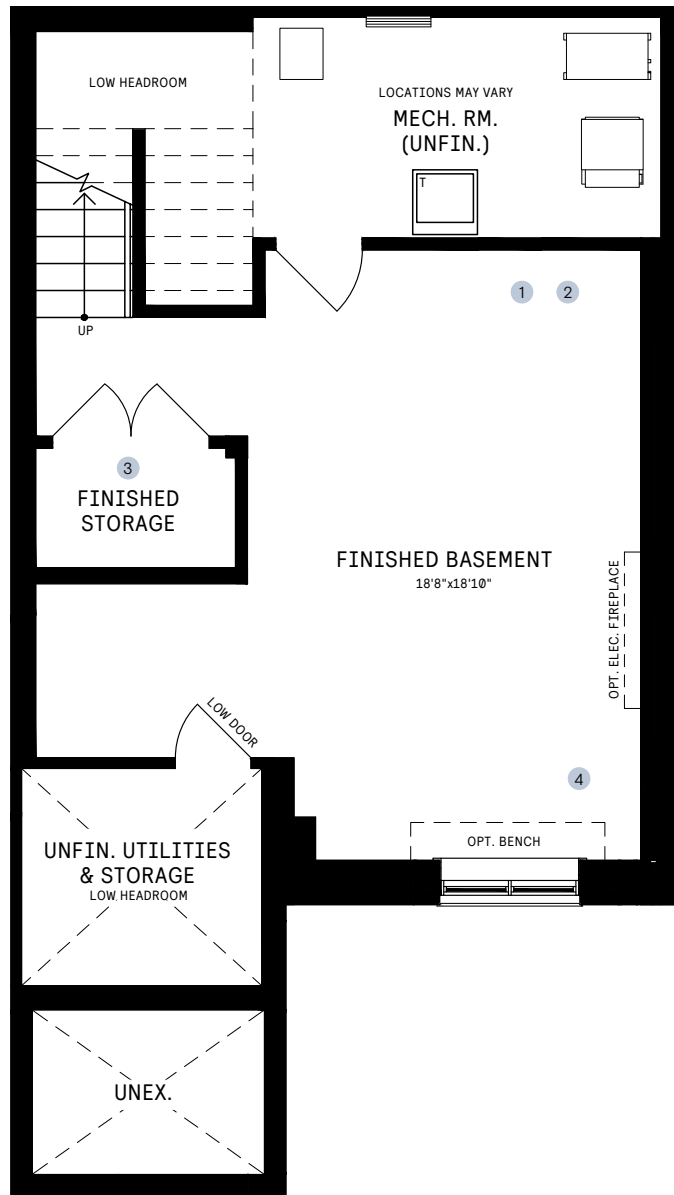 LOW HEADROOM
LOCATIONS MAY VARY
MECH. RM.
(UNFIN.)
T
1
2
UP
3
FINISHED
STORAGE
FINISHED BASEMENT
18'8"x18'10"
OPT. ELEC. FIREPLACE
LOW DOOR
4
OPT. BENCH
UNFIN. UTILITIES
& STORAGE
LOW HEADROOM
UNEX.